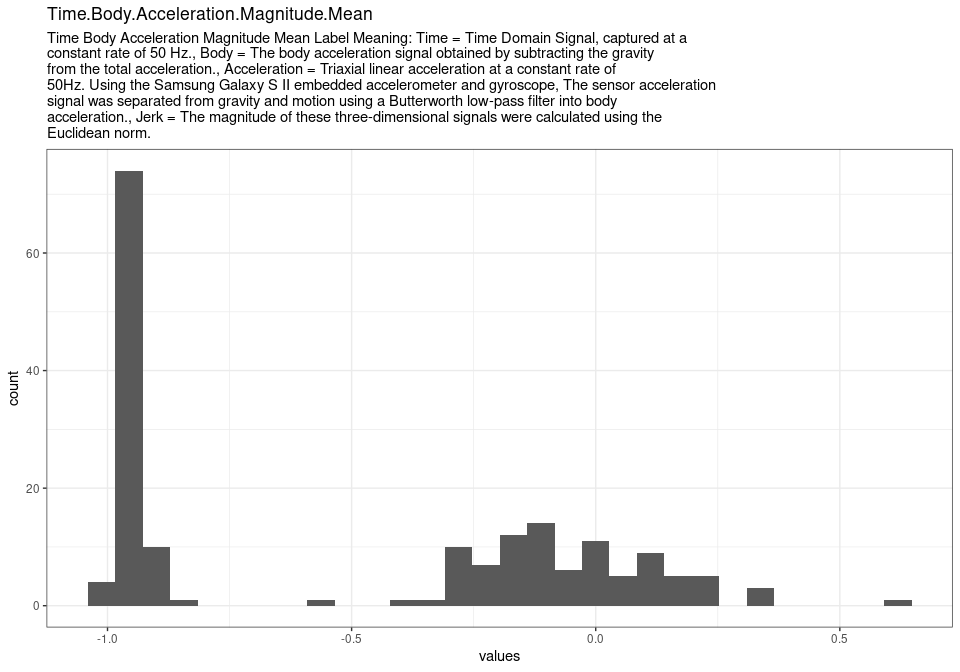 Time.Body.Acceleration.Magnitude.Mean
Time Body Acceleration Magnitude Mean Label Meaning: Time = Time Domain Signal, captured at a
constant rate of 50 Hz., Body = The body acceleration signal obtained by subtracting the gravity
from the total acceleration., Acceleration = Triaxial linear acceleration at a constant rate of
50Hz. Using the Samsung Galaxy S II embedded accelerometer and gyroscope, The sensor acceleration
signal was separated from gravity and motion using a Butterworth low-pass filter into body
acceleration., Jerk = The magnitude of these three-dimensional signals were calculated using the
Euclidean norm.
60
40
20
0
count
-1.0
-0.5
0.0
0.5
values